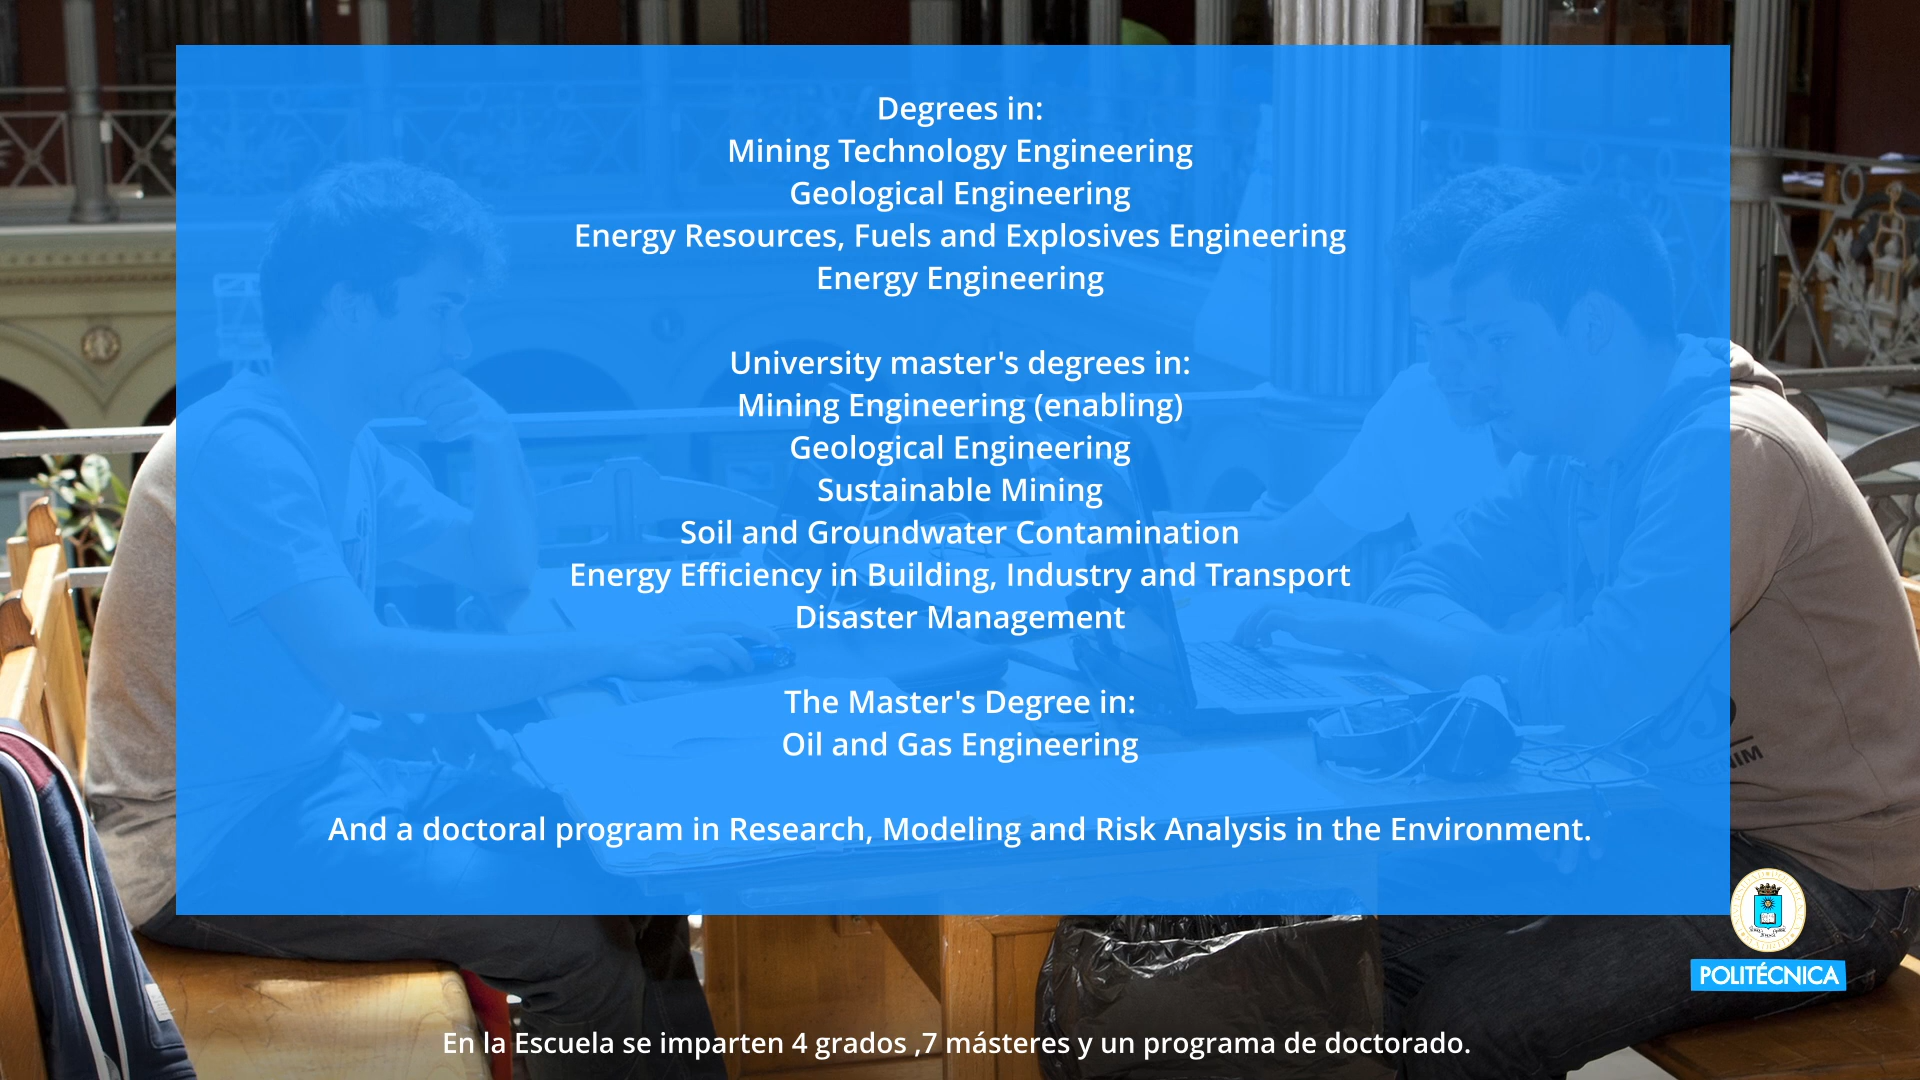 Degrees in:
Mining Technology Engineering
Geological Engineering
Energy Resources, Fuels and Explosives Engineering
Energy Engineering
University master's degrees in:
Mining Engineering (enabling)
Geological Engineering
Sustainable Mining
Soil and Groundwater Contamination
Energy Efficiency in Building, Industry and Transport
Disaster Management
The Master's Degree in:
Oil and Gas Engineering
And a doctoral program in Research, Modeling and Risk Analysis in the Environment.
POLITÉCNICA
En la Escuela se imparten 4 grados ,7 másteres y un programa de doctorado.